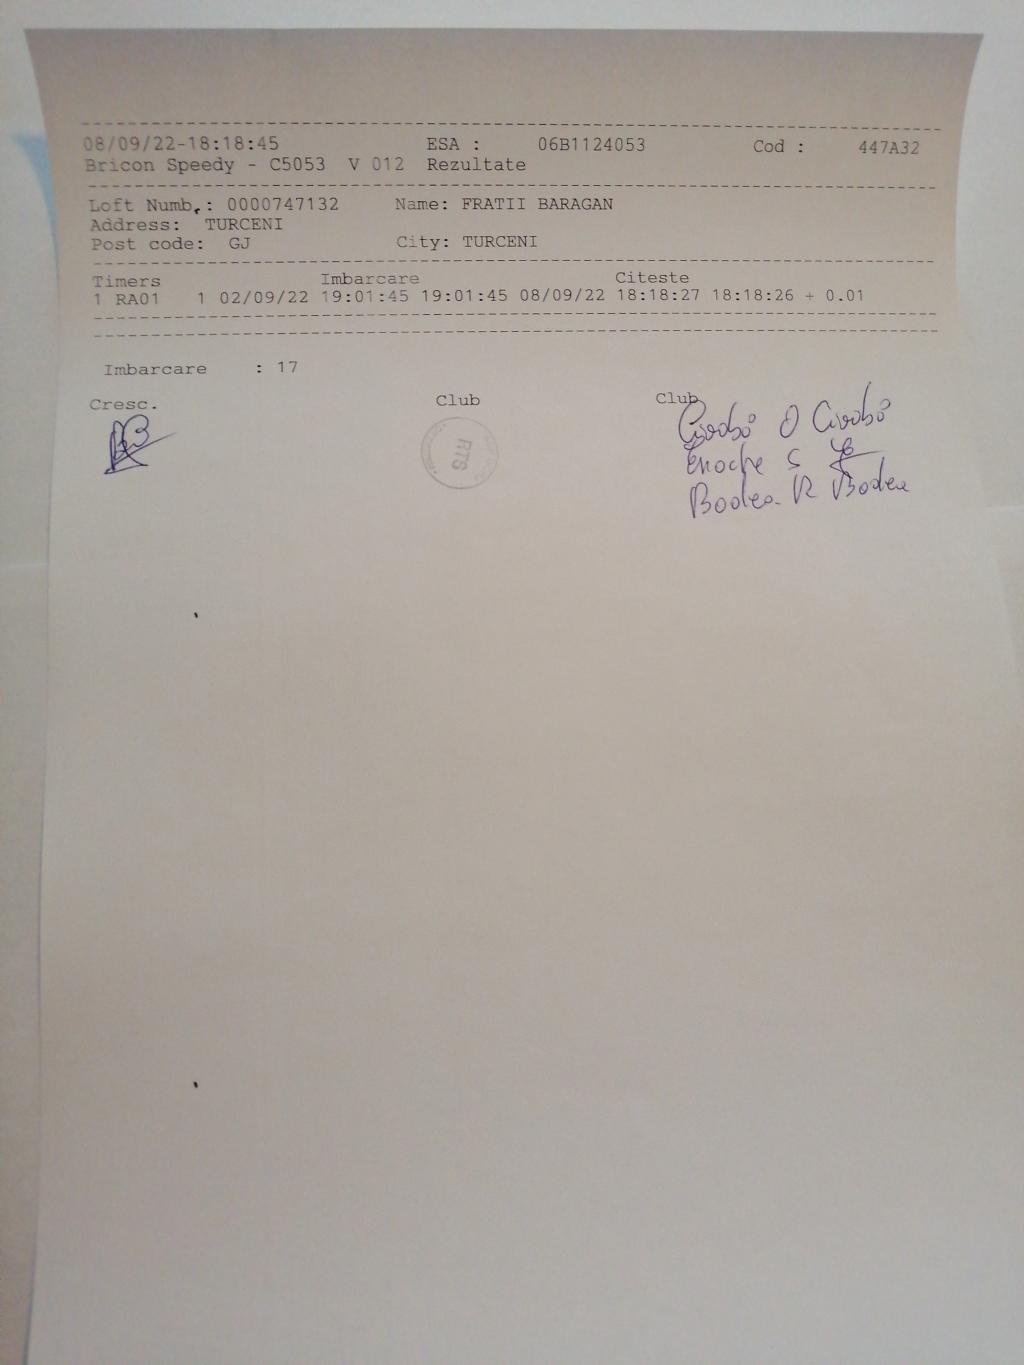 08/09/22-18:18:45 ESA : 06B1124053 Cod : 447A32
Bricon Speedy - C5053 V 012 Rezultate
Loft Numb.: 0000747132 Name: FRATII BARAGAN
Address: TURCENI
Post code: GJ City: TURCENI
Timers Imbarcare Citeste
1 RA01 1 02/09/22 19:01:45 19:01:45 08/09/22 18:18:27 18:18:26 + 0.01
Imbarcare : 17
Cresc. Club Club
RTS
Enache S
Bodea R Bodea